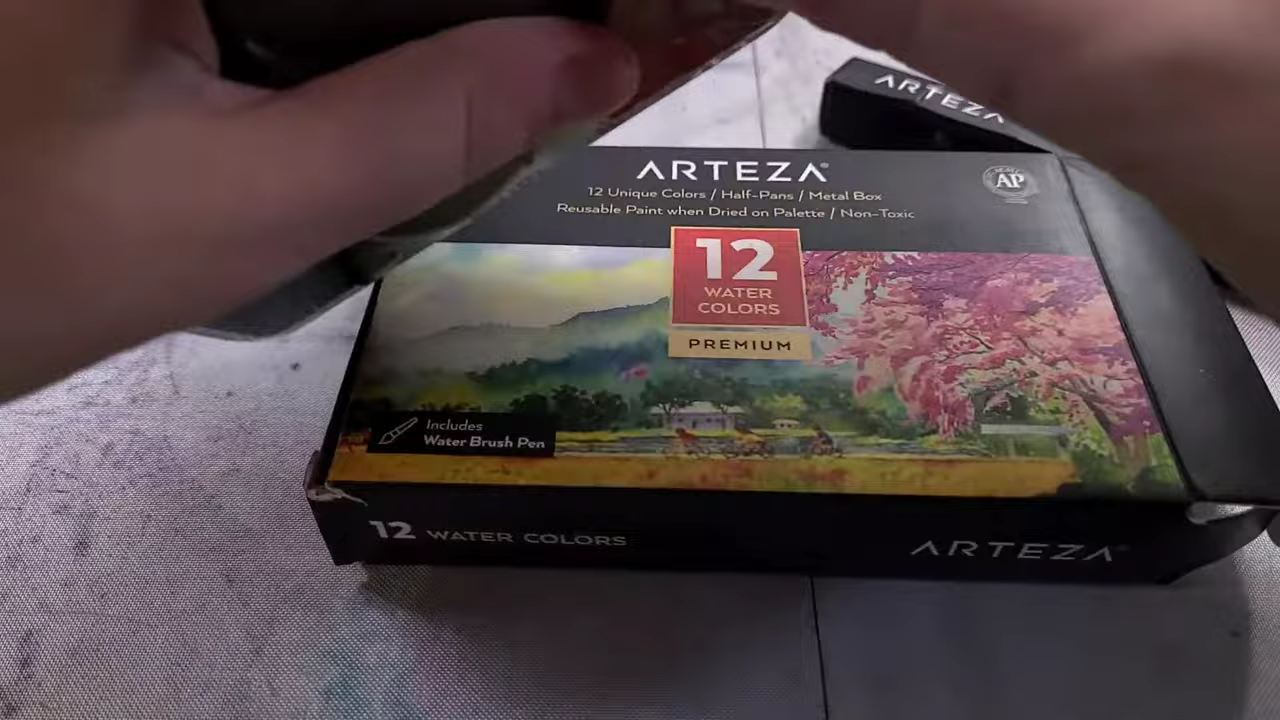 ARTEZA
ARTEZA®
12 Unique Colors / Half-Pans / Metal Box
Reusable Paint when Dried on Palette / Non-Toxic
AP
12
WATER
COLORS
PREMIUM
Includes
Water Brush Pen
12 WATER COLORS
ARTEZA